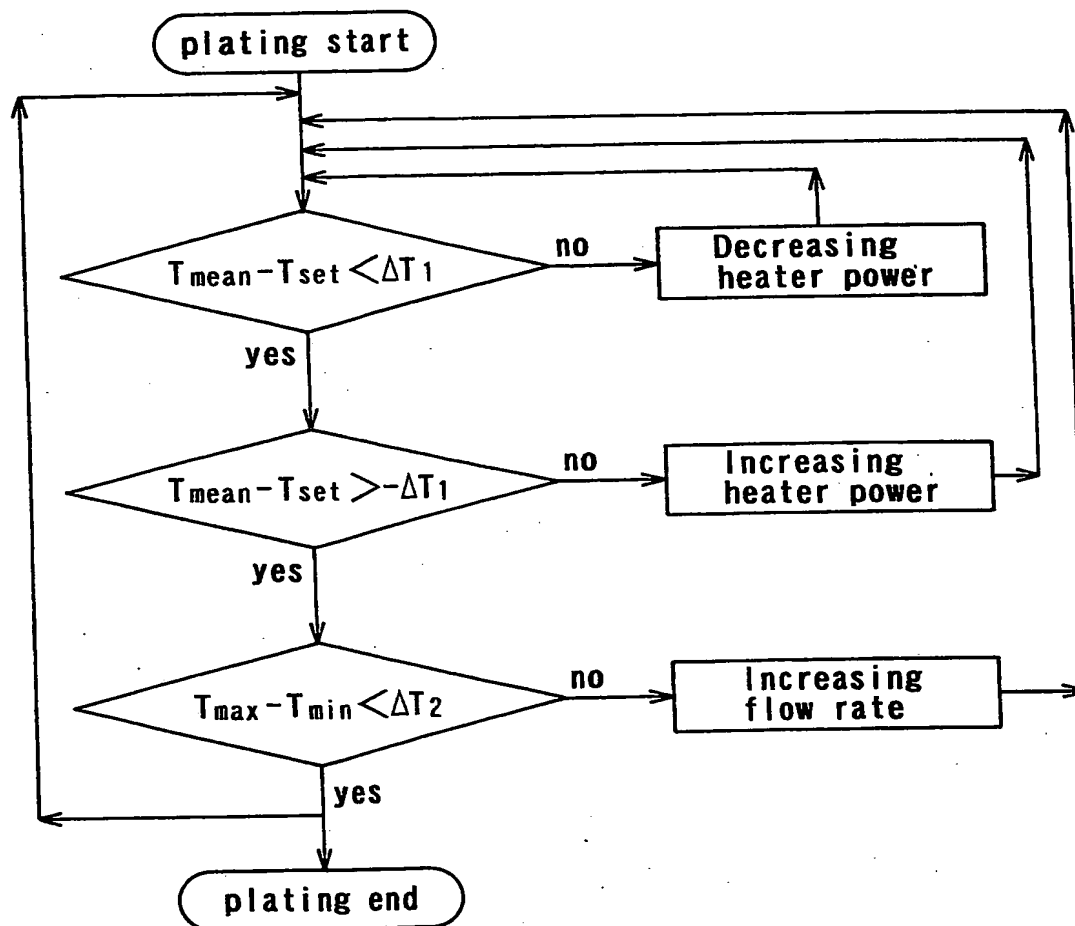 plating start
Tmean-Tset<ΔT1
no
Decreasing
heater power
yes
Tmean-Tset>-ΔT1
no
Increasing
heater power
yes
Tmax-Tmin<ΔT2
no
Increasing
flow rate
yes
plating end